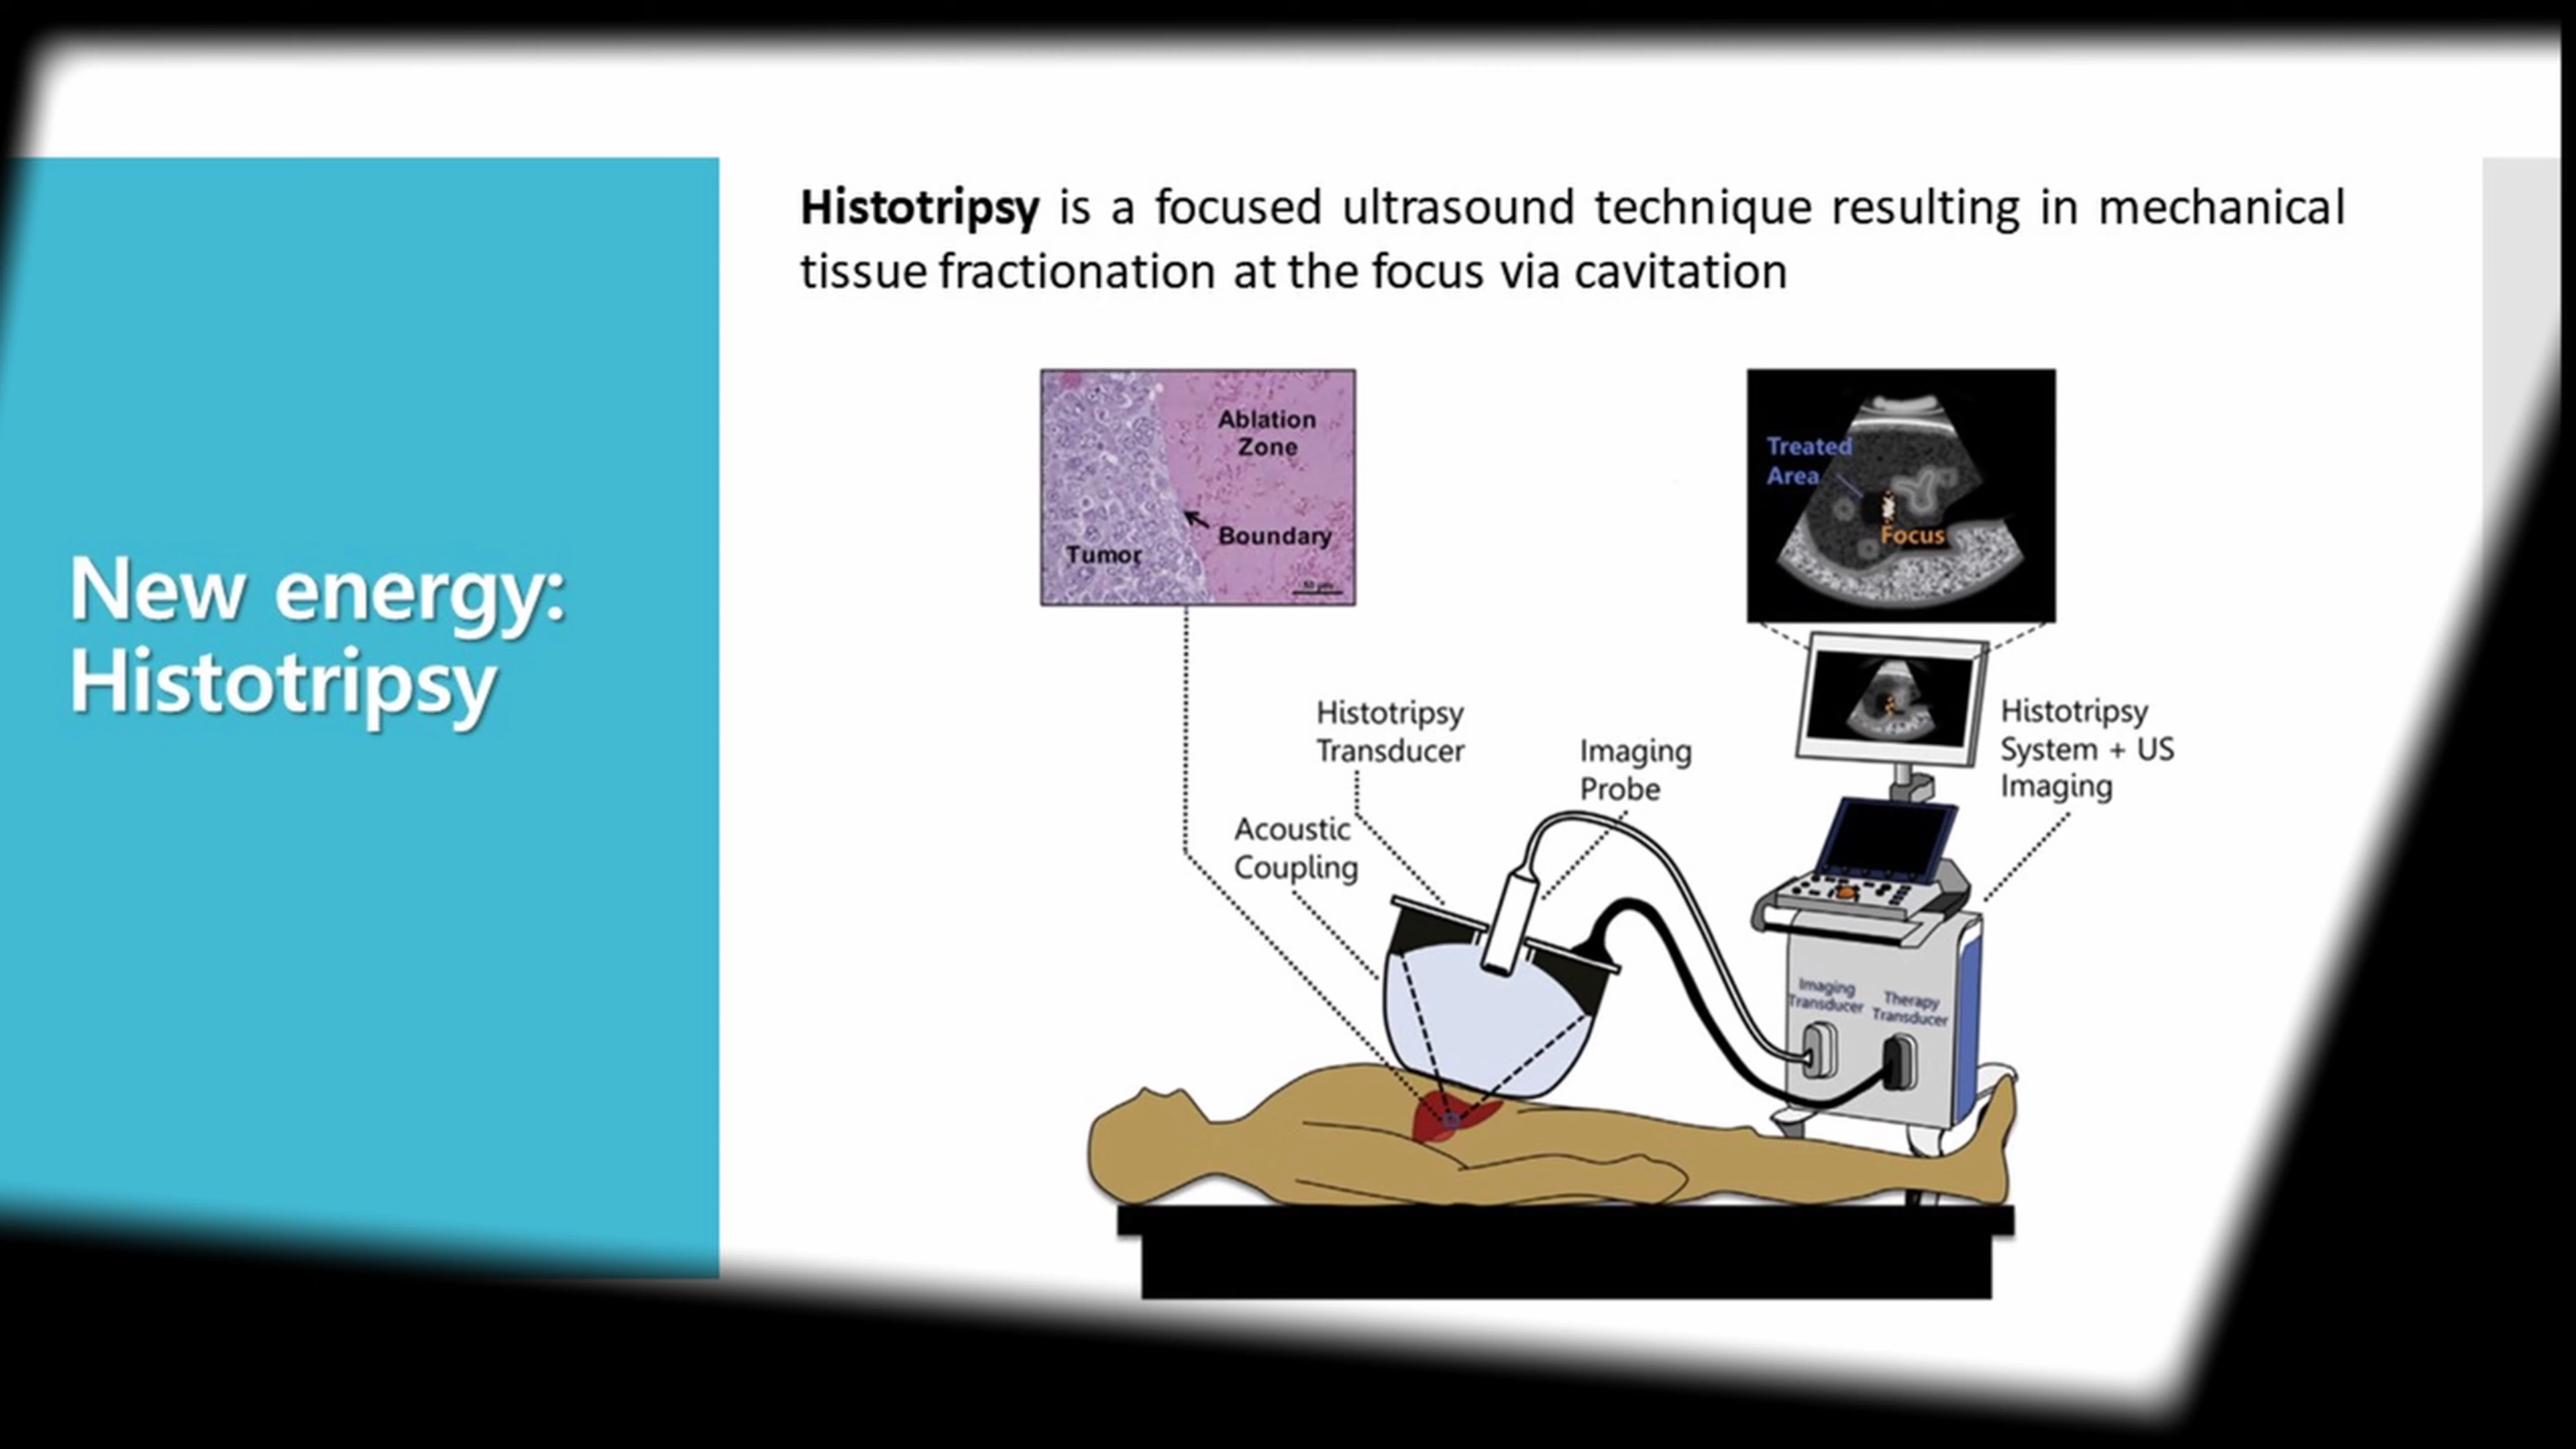 New energy:
Histotripsy
Histotripsy is a focused ultrasound technique resulting in mechanical
tissue fractionation at the focus via cavitation
Ablation
Zone
Boundary
Tumor
50 µm
Treated
Area
Focus
Histotripsy
Transducer
Imaging
Probe
Acoustic
Coupling
Histotripsy
System + US
Imaging
Imaging
Transducer
Therapy
Transducer